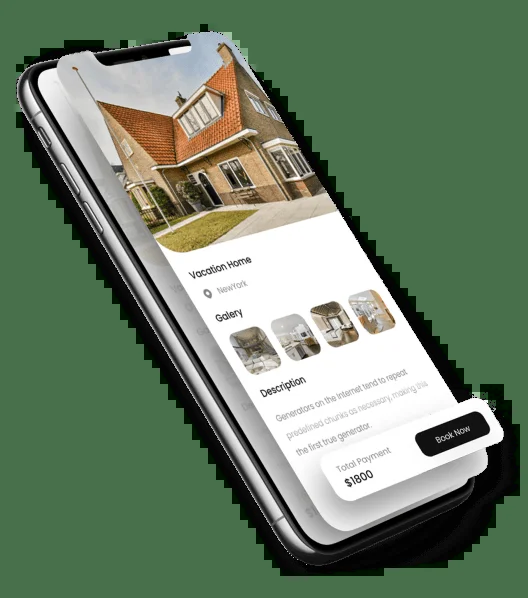 Vacation Home
NewYork
Galery
Description
Generators on the Internet tend to repeat
predefined chunks as necessary, making this
the first true generator.
Total Payment
$1800
Book Now